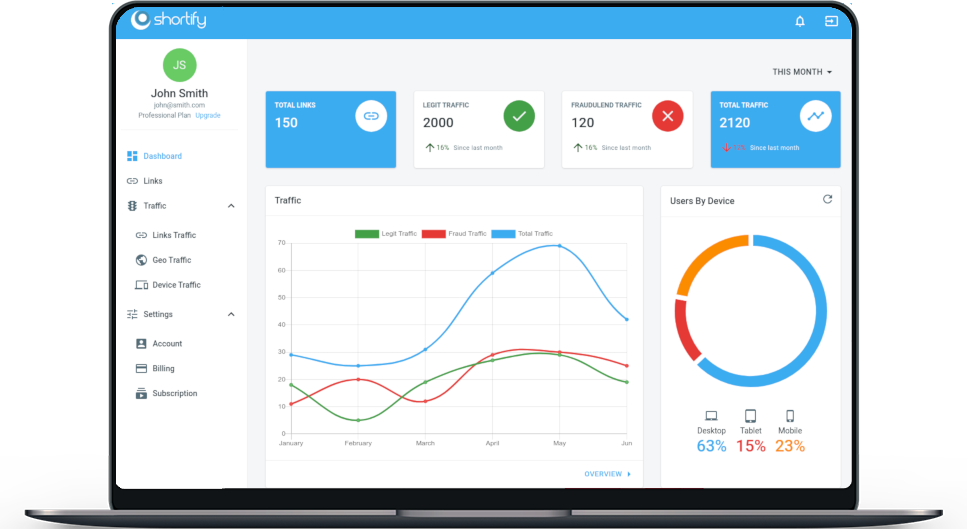 shortify
JS
John Smith
john@smith.com
Professional Plan Upgrade
Dashboard
Links
Traffic
Links Traffic
Geo Traffic
Device Traffic
Settings
Account
Billing
Subscription
THIS MONTH
TOTAL LINKS
150
LEGIT TRAFFIC
2000
16% Since last month
FRAUDULEND TRAFFIC
120
16% Since last month
TOTAL TRAFFIC
2120
Since last month
Traffic
Legit Traffic Fraud Traffic Total Traffic
70
60
50
40
30
20
10
0
January February March April May Jun
OVERVIEW
Users By Device
Desktop Tablet Mobile
63% 15% 23%